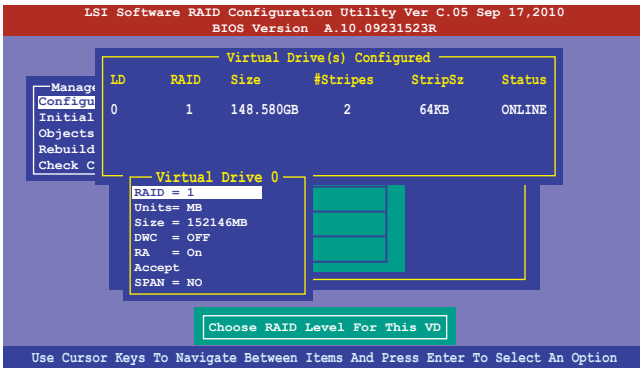 LSI Software RAID Configuration Utility Ver C.05 Sep 17,2010
BIOS Version A.10.09231523R
Virtual Drive(s) Configured
LD RAID Size #Stripes StripSz Status
0 1 148.580GB 2 64KB ONLINE
Manage
Configu
Initial
Objects
Rebuild
Check C
Virtual Drive 0
RAID = 1
Units= MB
Size = 152146MB
DWC = OFF
RA = On
Accept
SPAN = NO
Choose RAID Level For This VD
Use Cursor Keys To Navigate Between Items And Press Enter To Select An Option